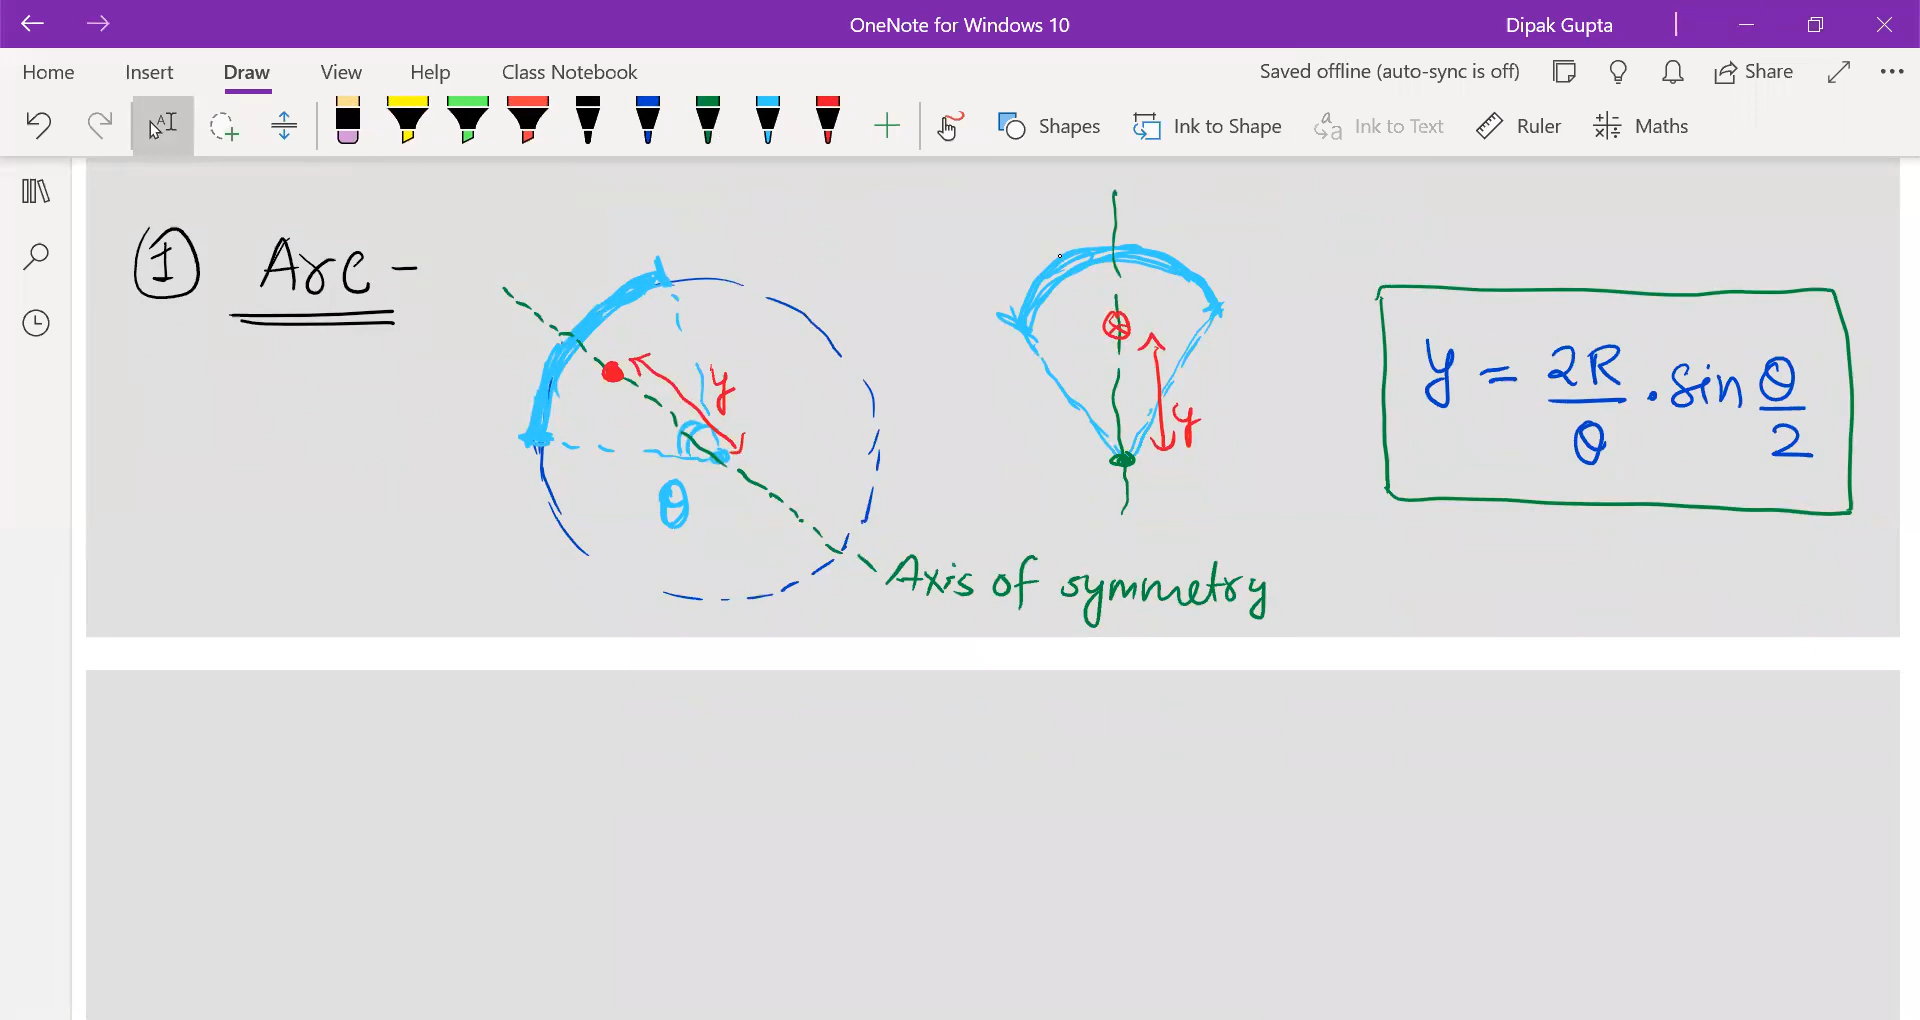 OneNote for Windows 10
Dipak Gupta
Home Insert Draw View Help Class Notebook
Saved offline (auto-sync is off)
Share
Shapes
Ink to Shape
Ink to Text
Ruler
Maths
① Arc -
y
θ
y
y = 2R/θ . sin θ/2
Axis of symmetry